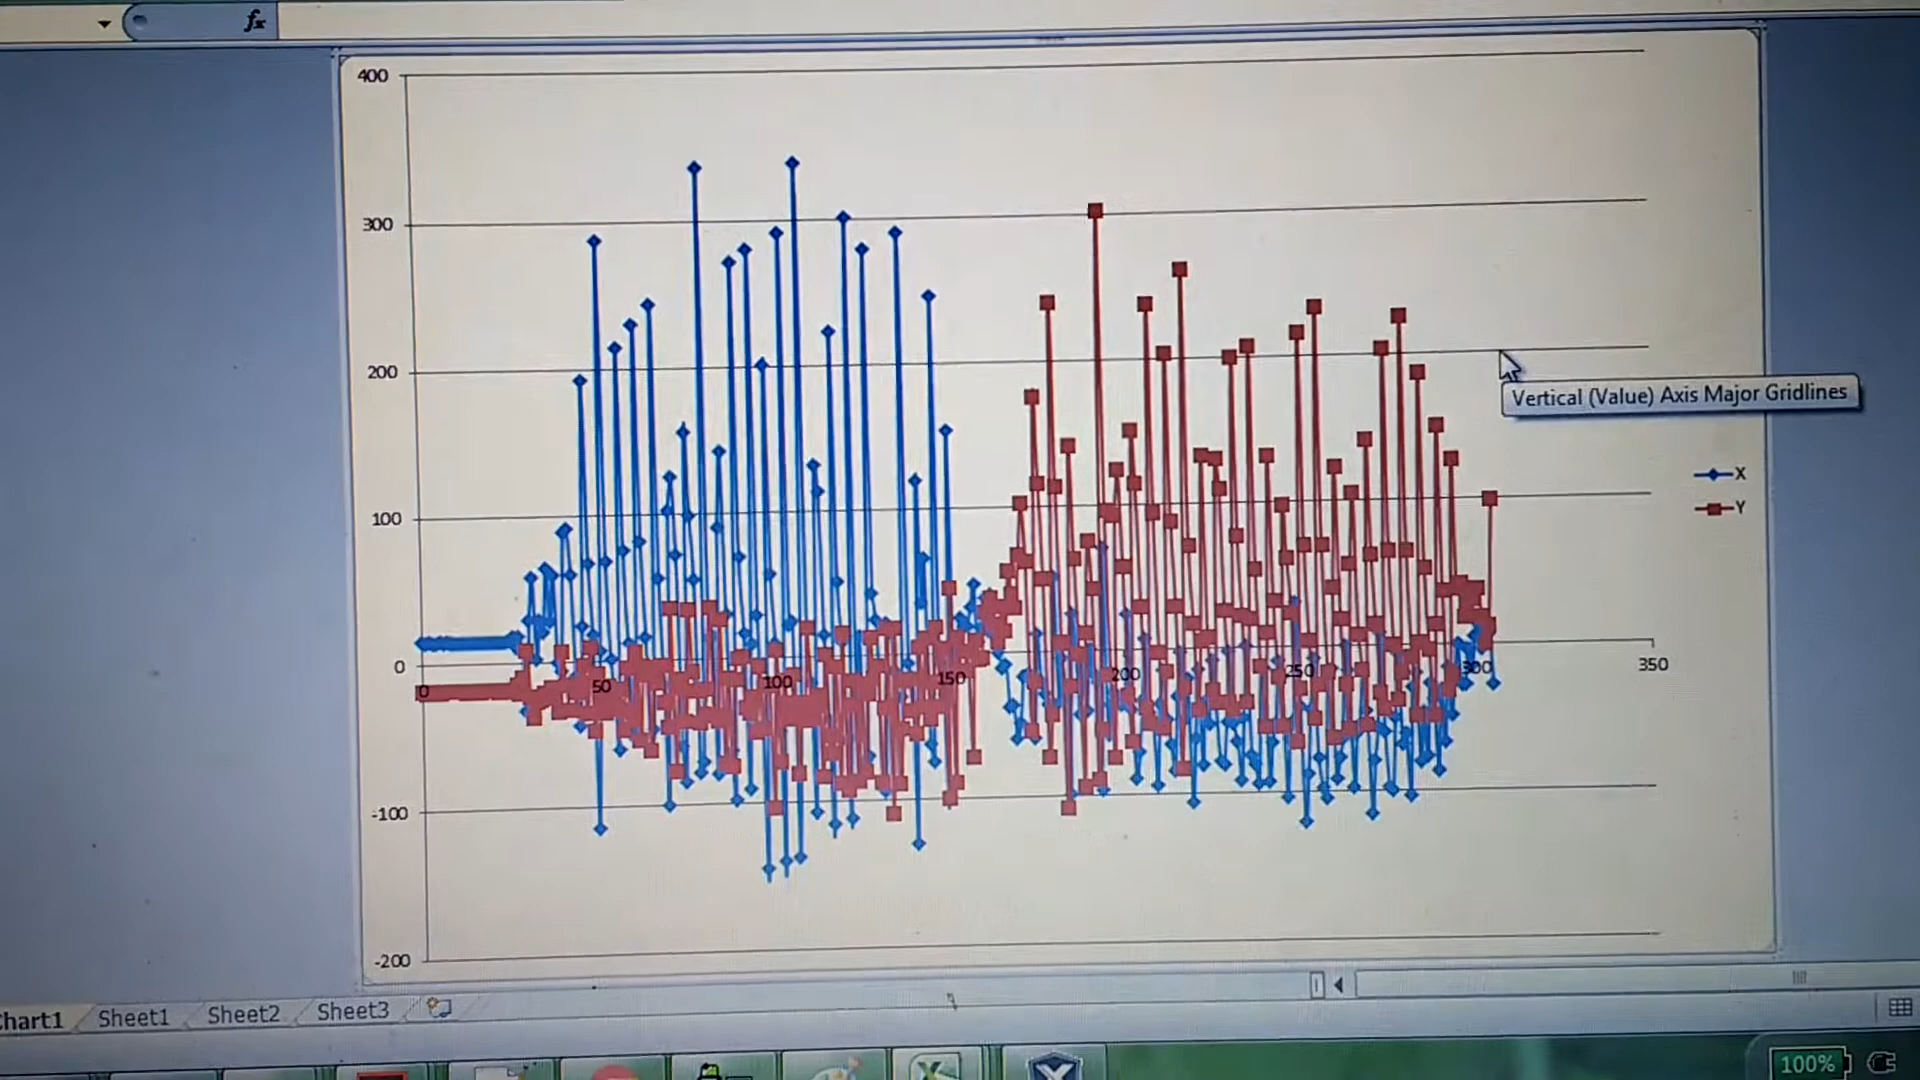 fx
400
300
200
100
0
-100
-200
0
50
100
150
200
250
300
350
Vertical (Value) Axis Major Gridlines
X
Y
Chart1
Sheet1
Sheet2
Sheet3
100%